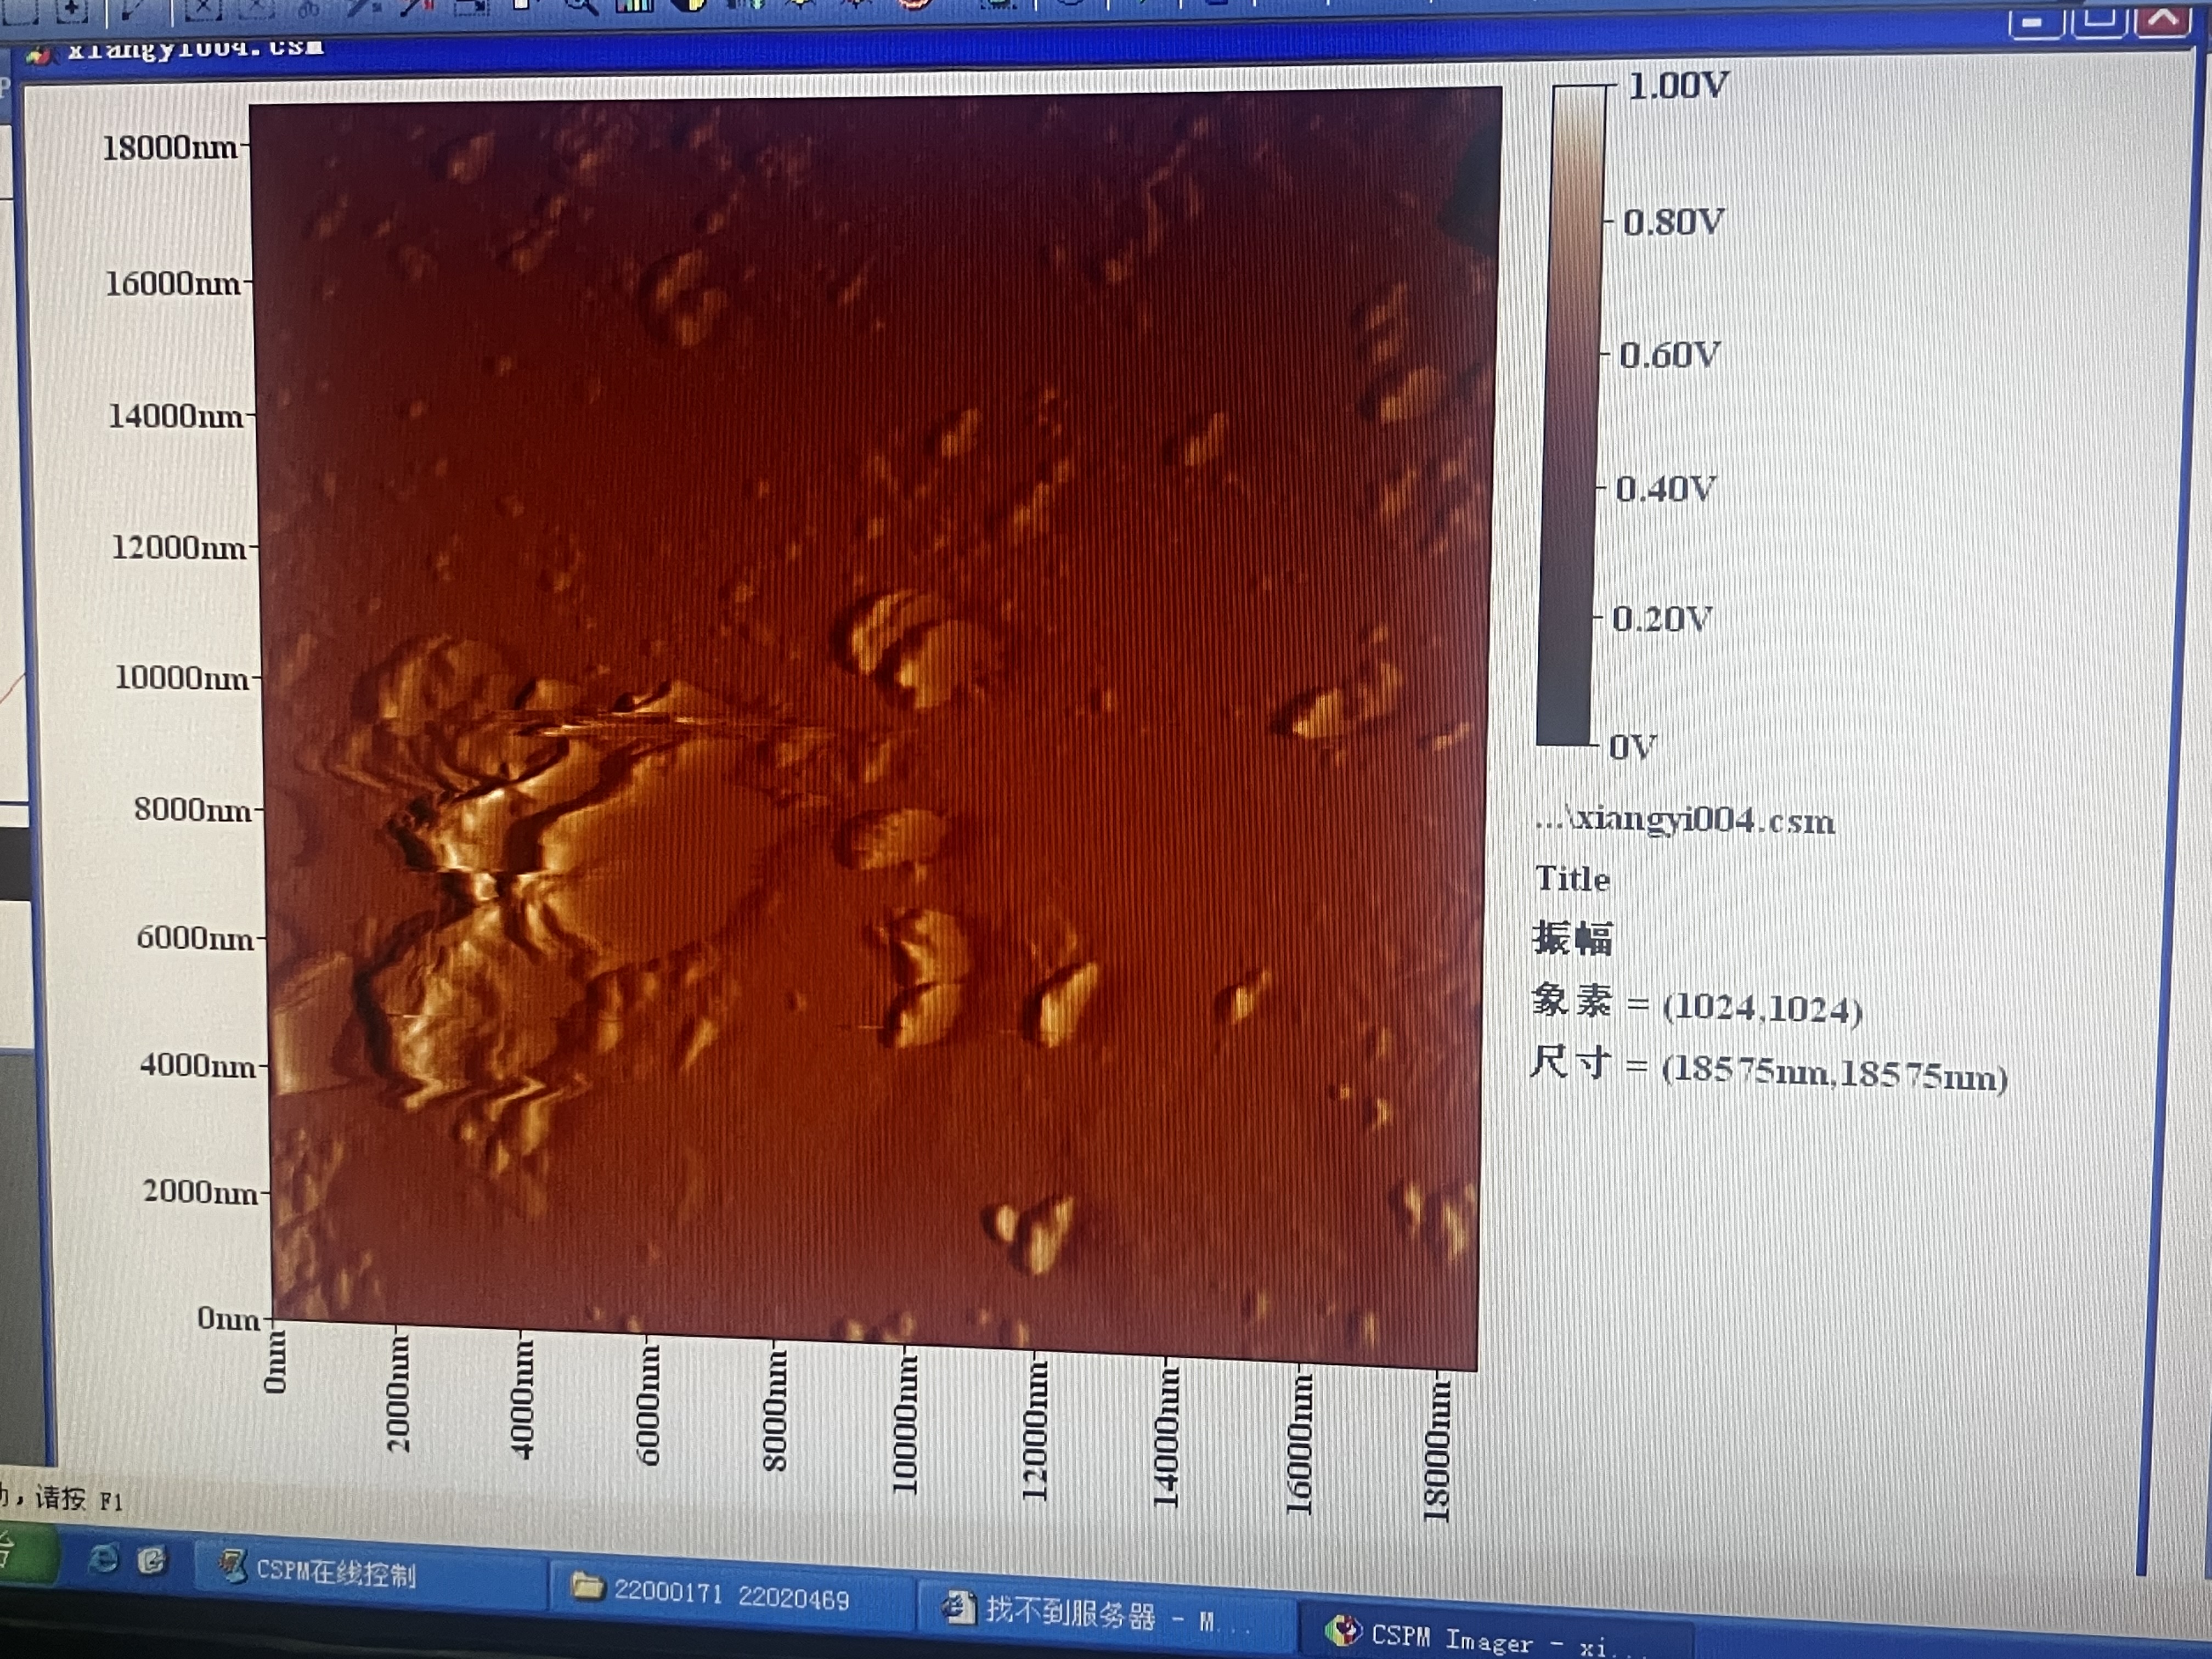 xiangyi004.csm
18000nm
16000nm
14000nm
12000nm
10000nm
8000nm
6000nm
4000nm
2000nm
0nm
0nm
2000nm
4000nm
6000nm
8000nm
10000nm
12000nm
14000nm
16000nm
18000nm
1.00V
0.80V
0.60V
0.40V
0.20V
0V
...\xiangyi004.csm
Title
振幅
象素 = (1024,1024)
尺寸 = (18575nm,18575nm)
,请按 F1
CSPM在线控制
22000171 22020469
找不到服务器 - M...
CSPM Imager - xi...